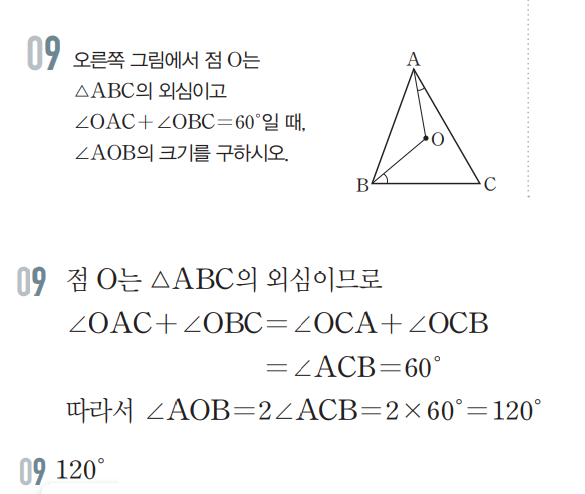 09 오른쪽 그림에서 점 O는
△ABC의 외심이고
∠OAC+∠OBC=60°일 때,
∠AOB의 크기를 구하시오.
A
O
B
C
09 점 O는 △ABC의 외심이므로
∠OAC+∠OBC=∠OCA+∠OCB
=∠ACB=60°
따라서 ∠AOB=2∠ACB=2×60°=120°
09 120°